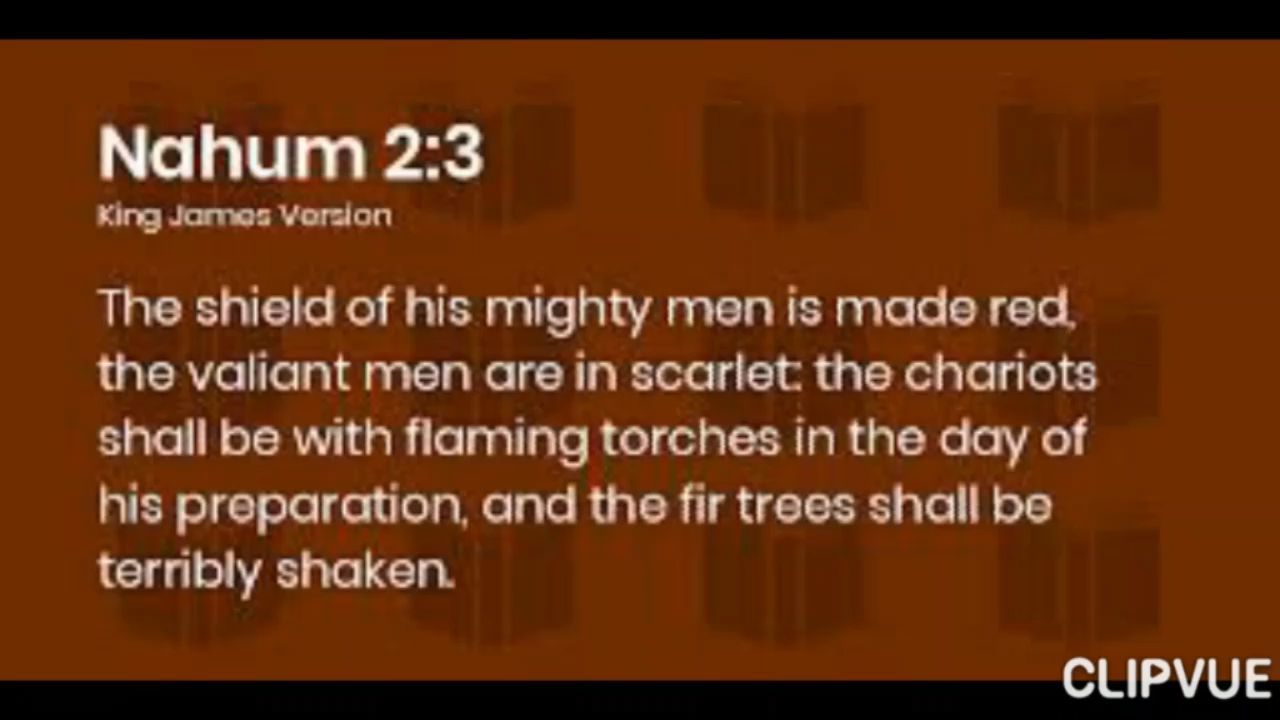 Nahum 2:3
King James Version
The shield of his mighty men is made red,
the valiant men are in scarlet: the chariots
shall be with flaming torches in the day of
his preparation, and the fir trees shall be
terribly shaken.
CLIPVUE